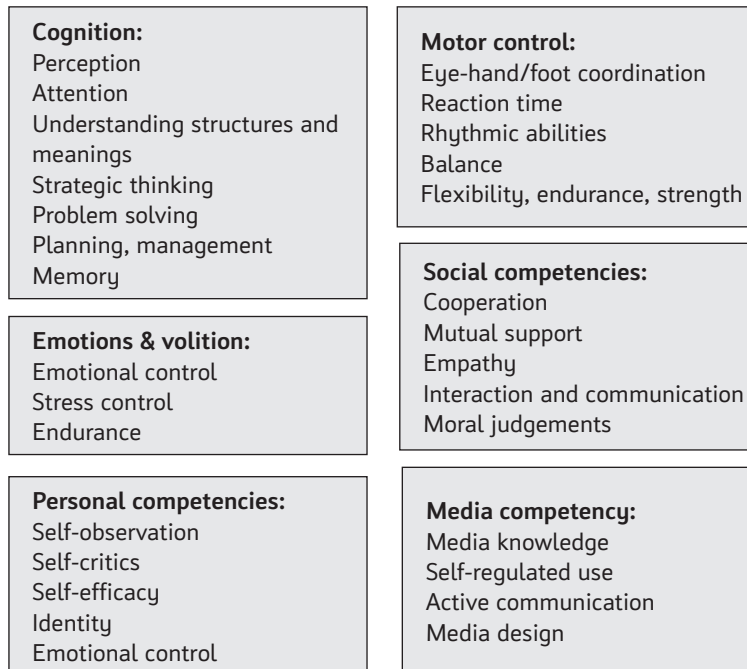 Cognition:
Perception
Attention
Understanding structures and
meanings
Strategic thinking
Problem solving
Planning, management
Memory
Emotions & volition:
Emotional control
Stress control
Endurance
Personal competencies:
Self-observation
Self-critics
Self-efficacy
Identity
Emotional control
Motor control:
Eye-hand/foot coordination
Reaction time
Rhythmic abilities
Balance
Flexibility, endurance, strength
Social competencies:
Cooperation
Mutual support
Empathy
Interaction and communication
Moral judgements
Media competency:
Media knowledge
Self-regulated use
Active communication
Media design